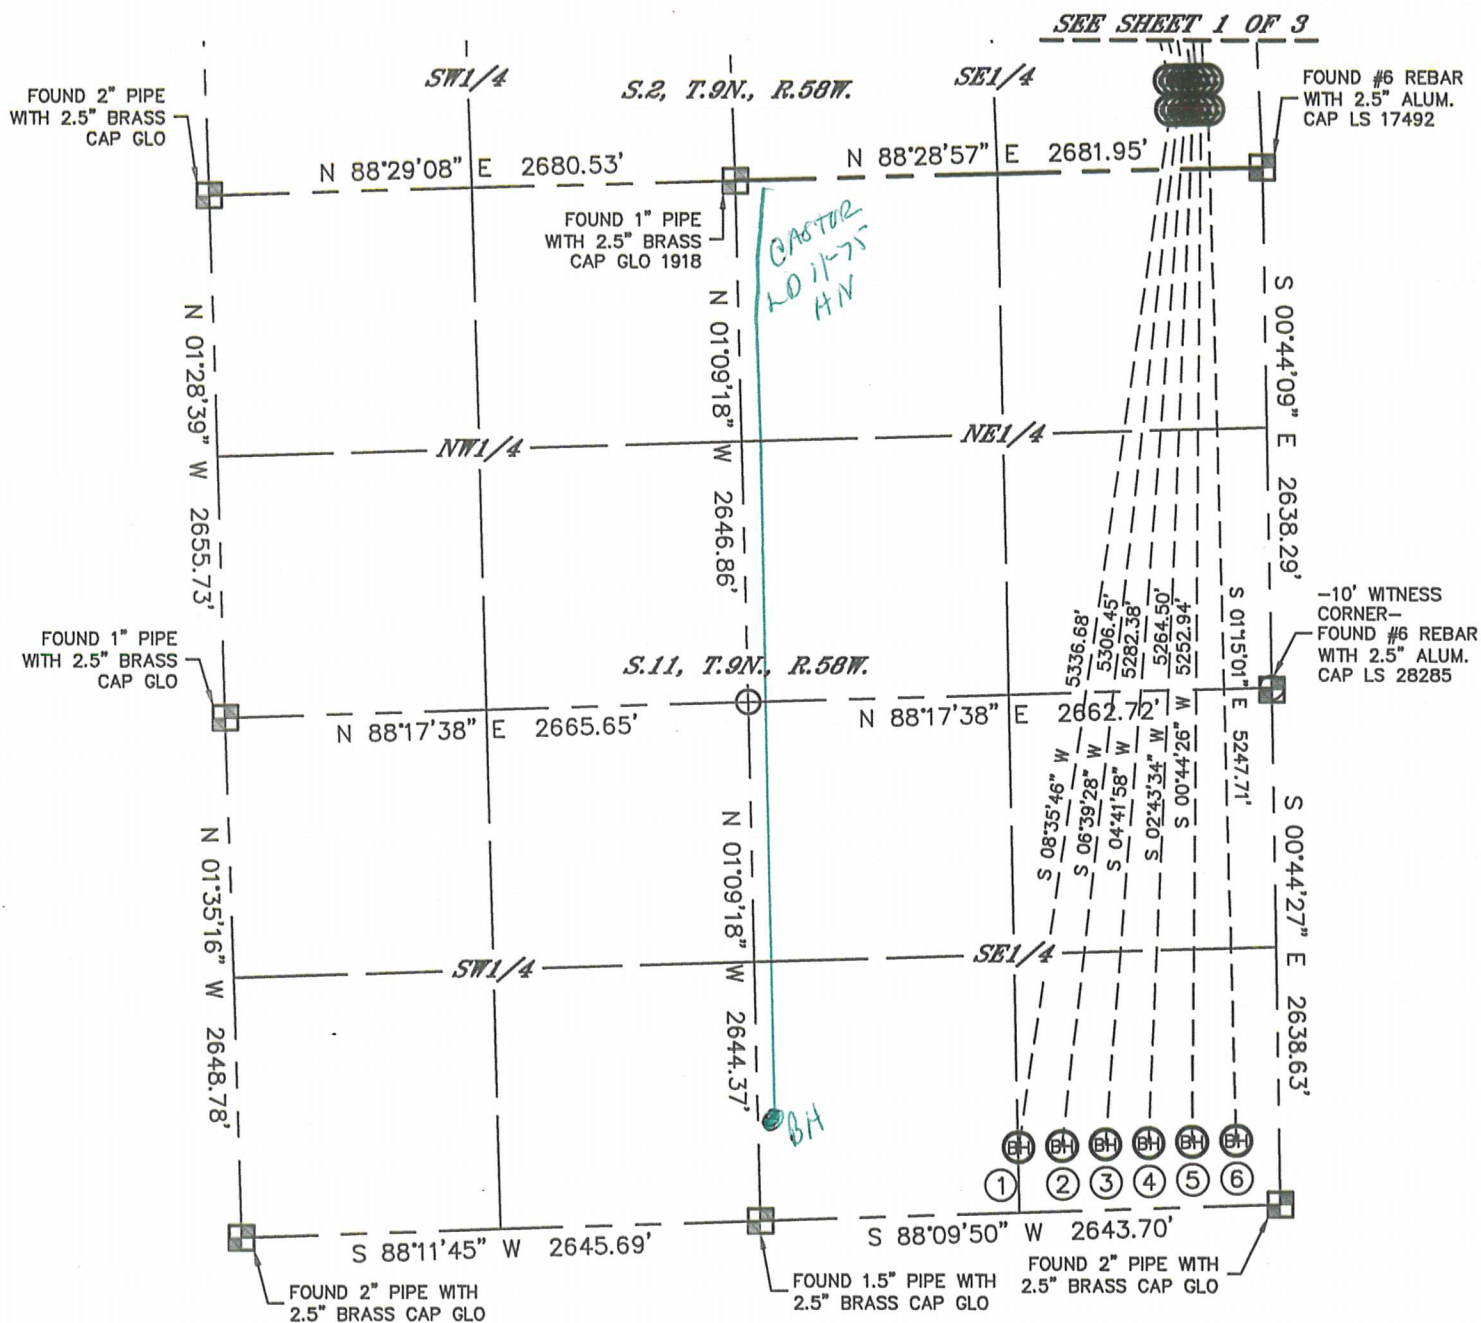 SEE SHEET 1 OF 3
SW1/4
S.2, T.9N., R.58W.
SE1/4
FOUND 2" PIPE
WITH 2.5" BRASS
CAP GLO
FOUND #6 REBAR
WITH 2.5" ALUM.
CAP LS 17492
N 88°29'08" E 2680.53'
N 88°28'57" E 2681.95'
FOUND 1" PIPE
WITH 2.5" BRASS
CAP GLO 1918
CASTOR
LD 11-75
HN
N 01°28'39" W 2655.73'
N 01°09'18" W 2646.86'
S 00°44'09" E 2638.29'
NW1/4
NE1/4
FOUND 1" PIPE
WITH 2.5" BRASS
CAP GLO
-10' WITNESS
CORNER-
FOUND #6 REBAR
WITH 2.5" ALUM.
CAP LS 28285
S.11, T.9N., R.58W.
N 88°17'38" E 2665.65'
N 88°17'38" E 2662.72'
S 08°35'46" W 5336.68'
S 06°39'28" W 5306.45'
S 04°41'58" W 5282.38'
S 02°43'34" W 5264.50'
S 00°44'26" W 5252.94'
S 01°15'01" E 5247.71'
N 01°35'16" W 2648.78'
N 01°09'18" W 2644.37'
S 00°44'27" E 2638.63'
SW1/4
SE1/4
BH
BH BH BH BH BH BH
1 2 3 4 5 6
S 88°11'45" W 2645.69'
S 88°09'50" W 2643.70'
FOUND 2" PIPE WITH
2.5" BRASS CAP GLO
FOUND 1.5" PIPE WITH
2.5" BRASS CAP GLO
FOUND 2" PIPE WITH
2.5" BRASS CAP GLO